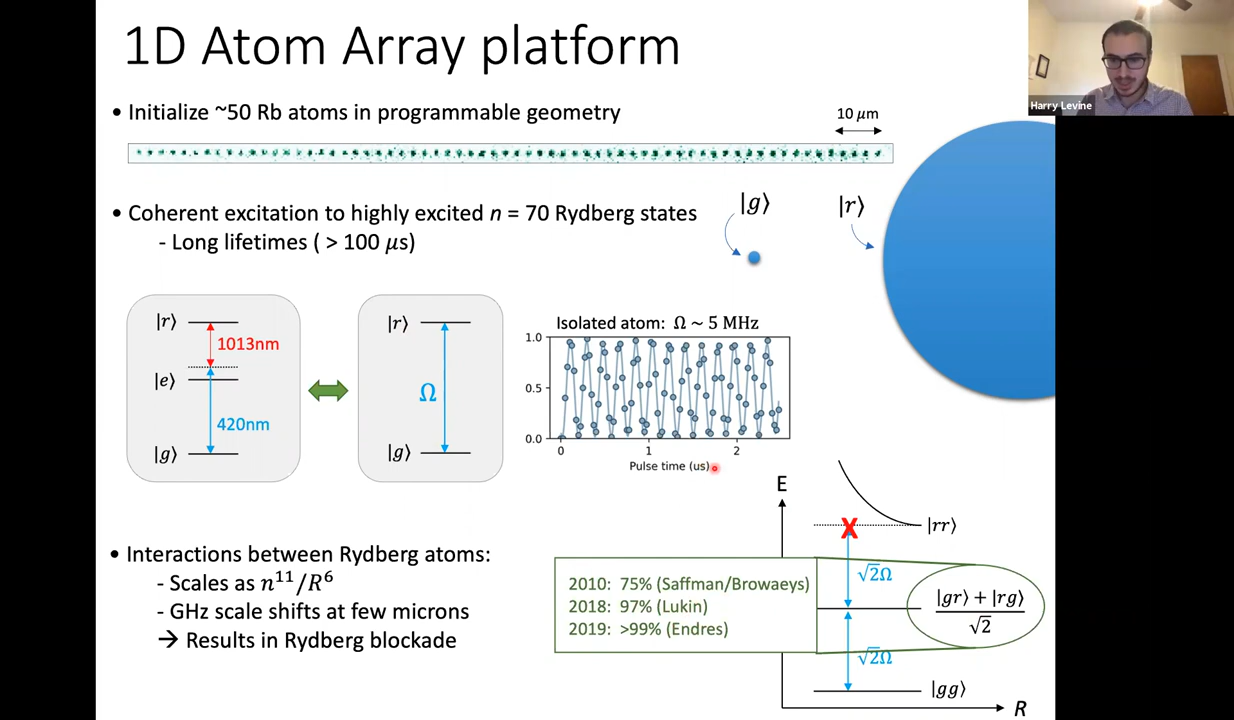 1D Atom Array platform
Harry Levine
• Initialize ~50 Rb atoms in programmable geometry
10 μm
• Coherent excitation to highly excited n = 70 Rydberg states
- Long lifetimes ( > 100 μs)
|g⟩
|r⟩
|r⟩
1013nm
|e⟩
420nm
|g⟩
|r⟩
Ω
|g⟩
Isolated atom: Ω ~ 5 MHz
1.0
0.5
0.0
0 1 2
Pulse time (us)
• Interactions between Rydberg atoms:
- Scales as n¹¹/R⁶
- GHz scale shifts at few microns
→ Results in Rydberg blockade
2010: 75% (Saffman/Browaeys)
2018: 97% (Lukin)
2019: >99% (Endres)
E
X
|rr⟩
√2Ω
|gr⟩ + |rg⟩
√2
√2Ω
|gg⟩
R